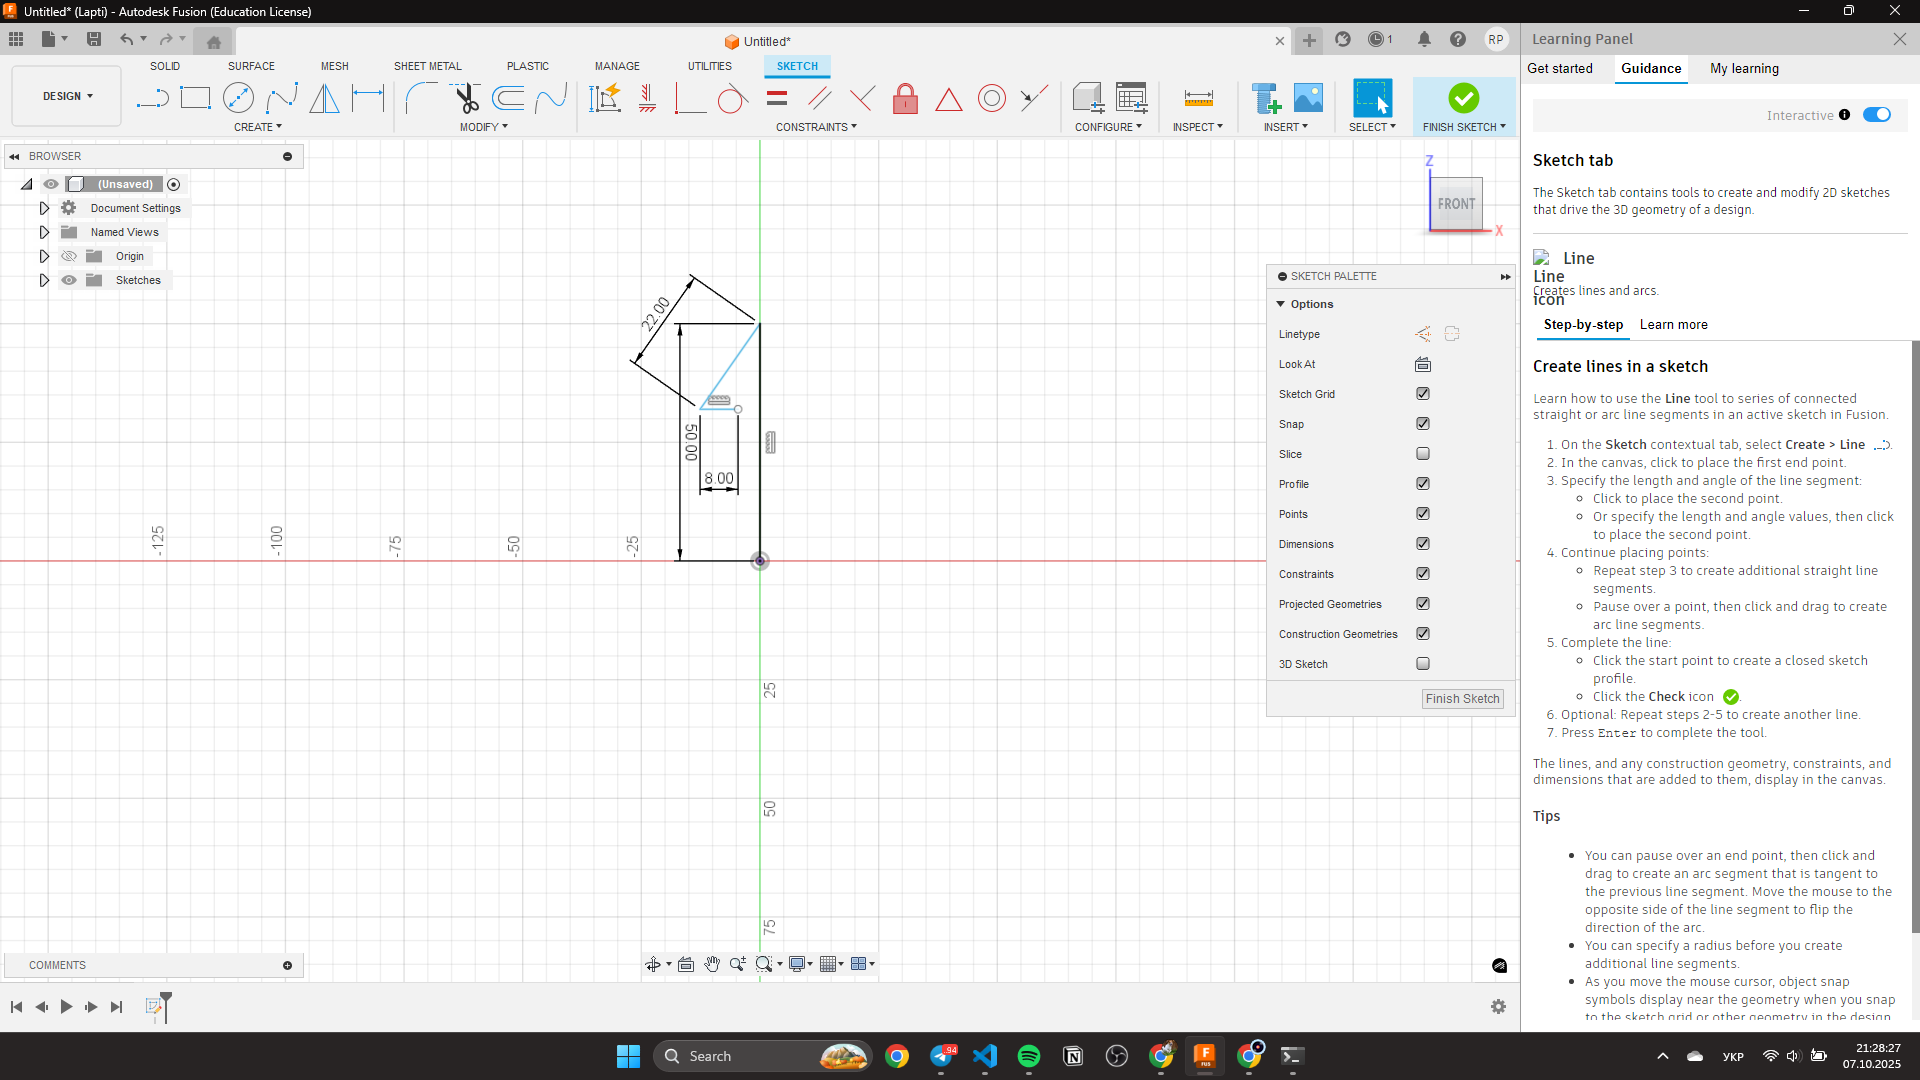 Untitled* (Lapti) - Autodesk Fusion (Education License)
Untitled*
1
RP
DESIGN
SOLID
SURFACE
MESH
SHEET METAL
PLASTIC
MANAGE
UTILITIES
SKETCH
CREATE
MODIFY
CONSTRAINTS
CONFIGURE
INSPECT
INSERT
SELECT
FINISH SKETCH
BROWSER
(Unsaved)
Document Settings
Named Views
Origin
Sketches
22.00
50.00
8.00
-125
-100
-75
-50
-25
25
50
75
Z
FRONT
X
SKETCH PALETTE
Options
Linetype
Look At
Sketch Grid
Snap
Slice
Profile
Points
Dimensions
Constraints
Projected Geometries
Construction Geometries
3D Sketch
Finish Sketch
COMMENTS
Learning Panel
Get started
Guidance
My learning
Interactive
Sketch tab
The Sketch tab contains tools to create and modify 2D sketches
that drive the 3D geometry of a design.
Line
Line
icon
Creates lines and arcs.
Step-by-step
Learn more
Create lines in a sketch
Learn how to use the Line tool to series of connected
straight or arc line segments in an active sketch in Fusion.
1. On the Sketch contextual tab, select Create > Line .
2. In the canvas, click to place the first end point.
3. Specify the length and angle of the line segment:
Click to place the second point.
Or specify the length and angle values, then click
to place the second point.
4. Continue placing points:
Repeat step 3 to create additional straight line
segments.
Pause over a point, then click and drag to create
arc line segments.
5. Complete the line:
Click the start point to create a closed sketch
profile.
Click the Check icon .
6. Optional: Repeat steps 2-5 to create another line.
7. Press Enter to complete the tool.
The lines, and any construction geometry, constraints, and
dimensions that are added to them, display in the canvas.
Tips
You can pause over an end point, then click and
drag to create an arc segment that is tangent to
the previous line segment. Move the mouse to the
opposite side of the line segment to flip the
direction of the arc.
You can specify a radius before you create
additional line segments.
As you move the mouse cursor, object snap
symbols display near the geometry when you snap
to the sketch grid or other geometry in the design
Search
94
УКР
21:28:27
07.10.2025